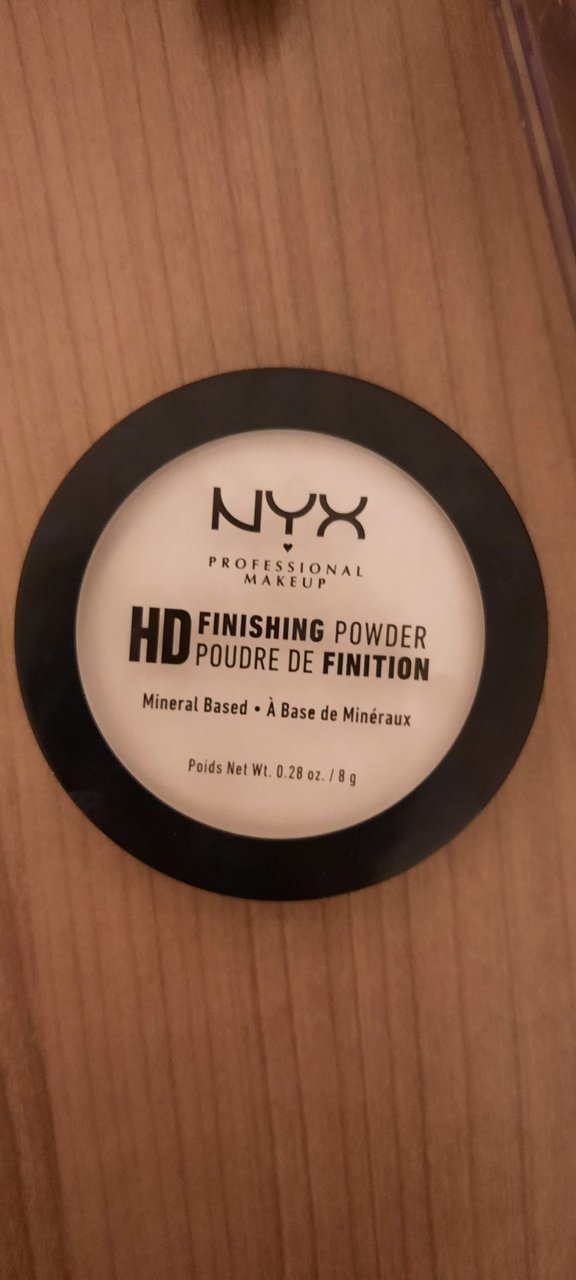 NYX
PROFESSIONAL
MAKEUP
HD FINISHING POWDER
POUDRE DE FINITION
Mineral Based • À Base de Minéraux
Poids Net Wt. 0.28 oz. / 8 g